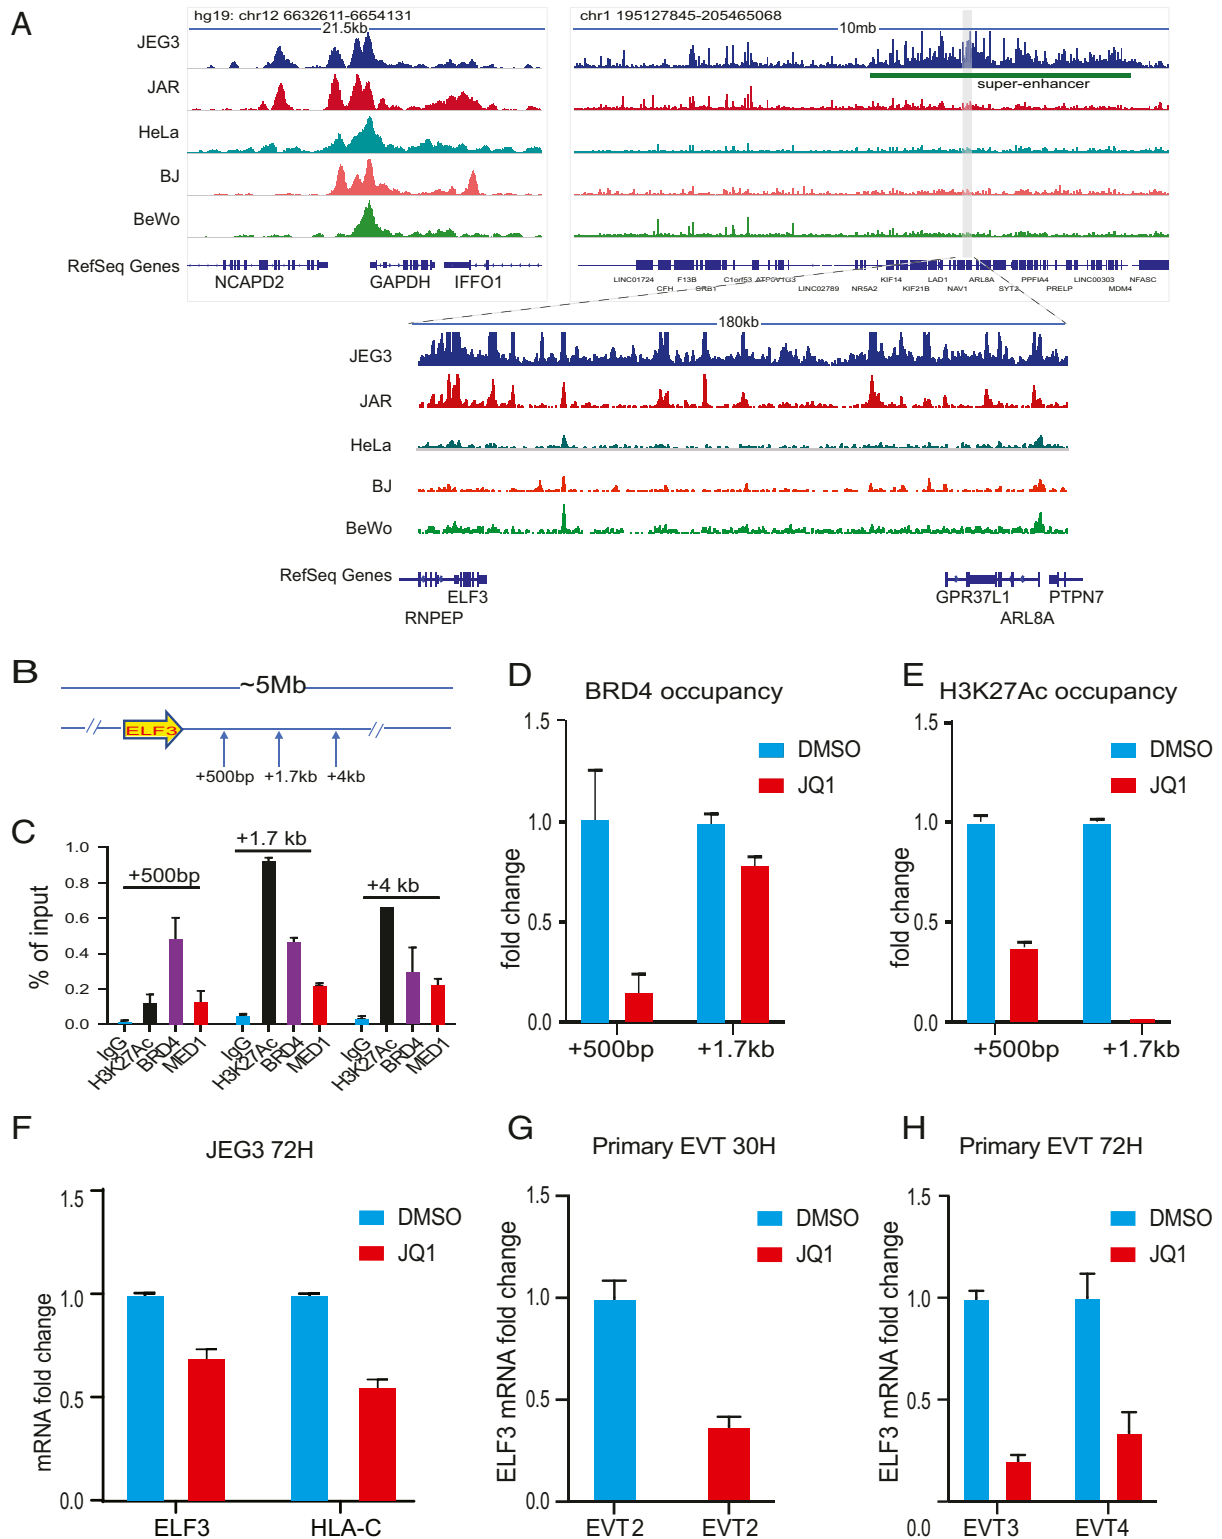 A
hg19: chr12 6632611-6654131
chr1 195127845-205465068
21.5kb
10mb
JEG3
super-enhancer
JAR
HeLa
BJ
BeWo
RefSeq Genes
NCAPD2 GAPDH IFFO1
LINC01724 F13B C1orf53 ATP6V1G3 KIF14 LAD1 ARL8A PPFIA4 LINC00303 NFASC
CFH CRB1 LINC02789 NR5A2 KIF21B NAV1 SYT2 PRELP MDM4
180kb
JEG3
JAR
HeLa
BJ
BeWo
RefSeq Genes
ELF3 GPR37L1 PTPN7
RNPEP ARL8A
B
~5Mb
ELF3
+500bp +1.7kb +4kb
C
+500bp
+1.7 kb
+4 kb
% of input
1.0
0.8
0.6
0.4
0.2
0.0
IgG H3K27Ac BRD4 MED1 IgG H3K27Ac BRD4 MED1 IgG H3K27Ac BRD4 MED1
D
BRD4 occupancy
DMSO
JQ1
fold change
1.5
1.0
0.5
0.0
+500bp +1.7kb
E
H3K27Ac occupancy
DMSO
JQ1
fold change
1.5
1.0
0.5
0.0
+500bp +1.7kb
F
JEG3 72H
DMSO
JQ1
mRNA fold change
1.5
1.0
0.5
0.0
ELF3 HLA-C
G
Primary EVT 30H
DMSO
JQ1
ELF3 mRNA fold change
1.5
1.0
0.5
0.0
EVT2 EVT2
H
Primary EVT 72H
DMSO
JQ1
ELF3 mRNA fold change
1.5
1.0
0.5
0.0
EVT3 EVT4